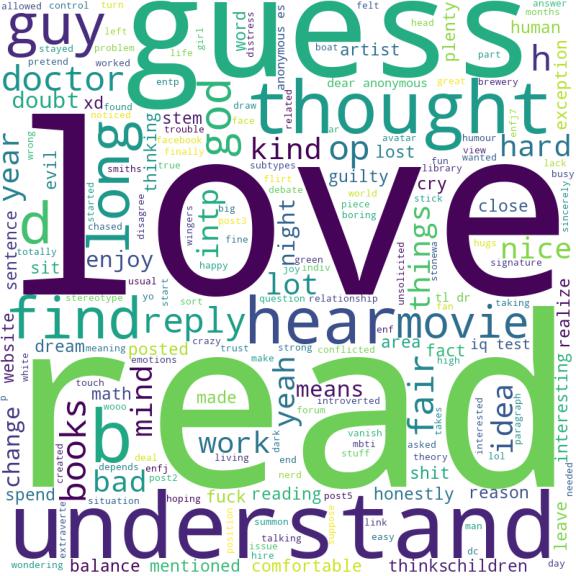 allowed control turn
guess
guy
felt
answer
months
pretend
left
stayed
problem
worked
life
girl
word
distress
anonymous es
boat
artist
head
plenty
part
human
h
exception
doctor
god
entp
dear anonymous
great
brewery
doubt
xd
found
noticed
draw
face
related
thought
enfj7
wrong
evil
thinking
stem
trouble
facebook
finally
true
kind
op
lost
avatar
humour
view
wanted
hard
lack
busy
year
long
smiths
subtypes
flirt
debate
guilty
cry
fun
library
sincerely
sentence
d
love
started
chased
disagree
intp
wingers
big
past3
fine
night
world
piece
boring
things
stick
close
nice
sit
enjoy
totally
happy
joy
indiv
green
lot
unsolicited
stonewa
hugs
signature
stereotype
usual
yo
start
sort
question
relationship
tl dr
fan
taking
realize
website
find
reply
hear
movie
enf
dream
meaning
posted
crazy
trust
make
strong
conflicted
area
fact
high
iq test
interesting
white
emotions
touch
math
mind
made
means
yeah
introverted
fair
asked
takes
theory
interested
idea
paragraph
lol
p
change
books
created
read
b
wooo
deal
depends
enfj
post2
forum
work
living
dark
end
nerd
vanish
mbti
stuff
shit
spend
bad
situation
hoping
fuck
reading
post5
honestly
reason
needed
leave
extraverte
understand
position
summon
issue
hire
talking
suppose
link
easy
man
dc
wondering
balance
mentioned
comfortable
thinkschildren
day